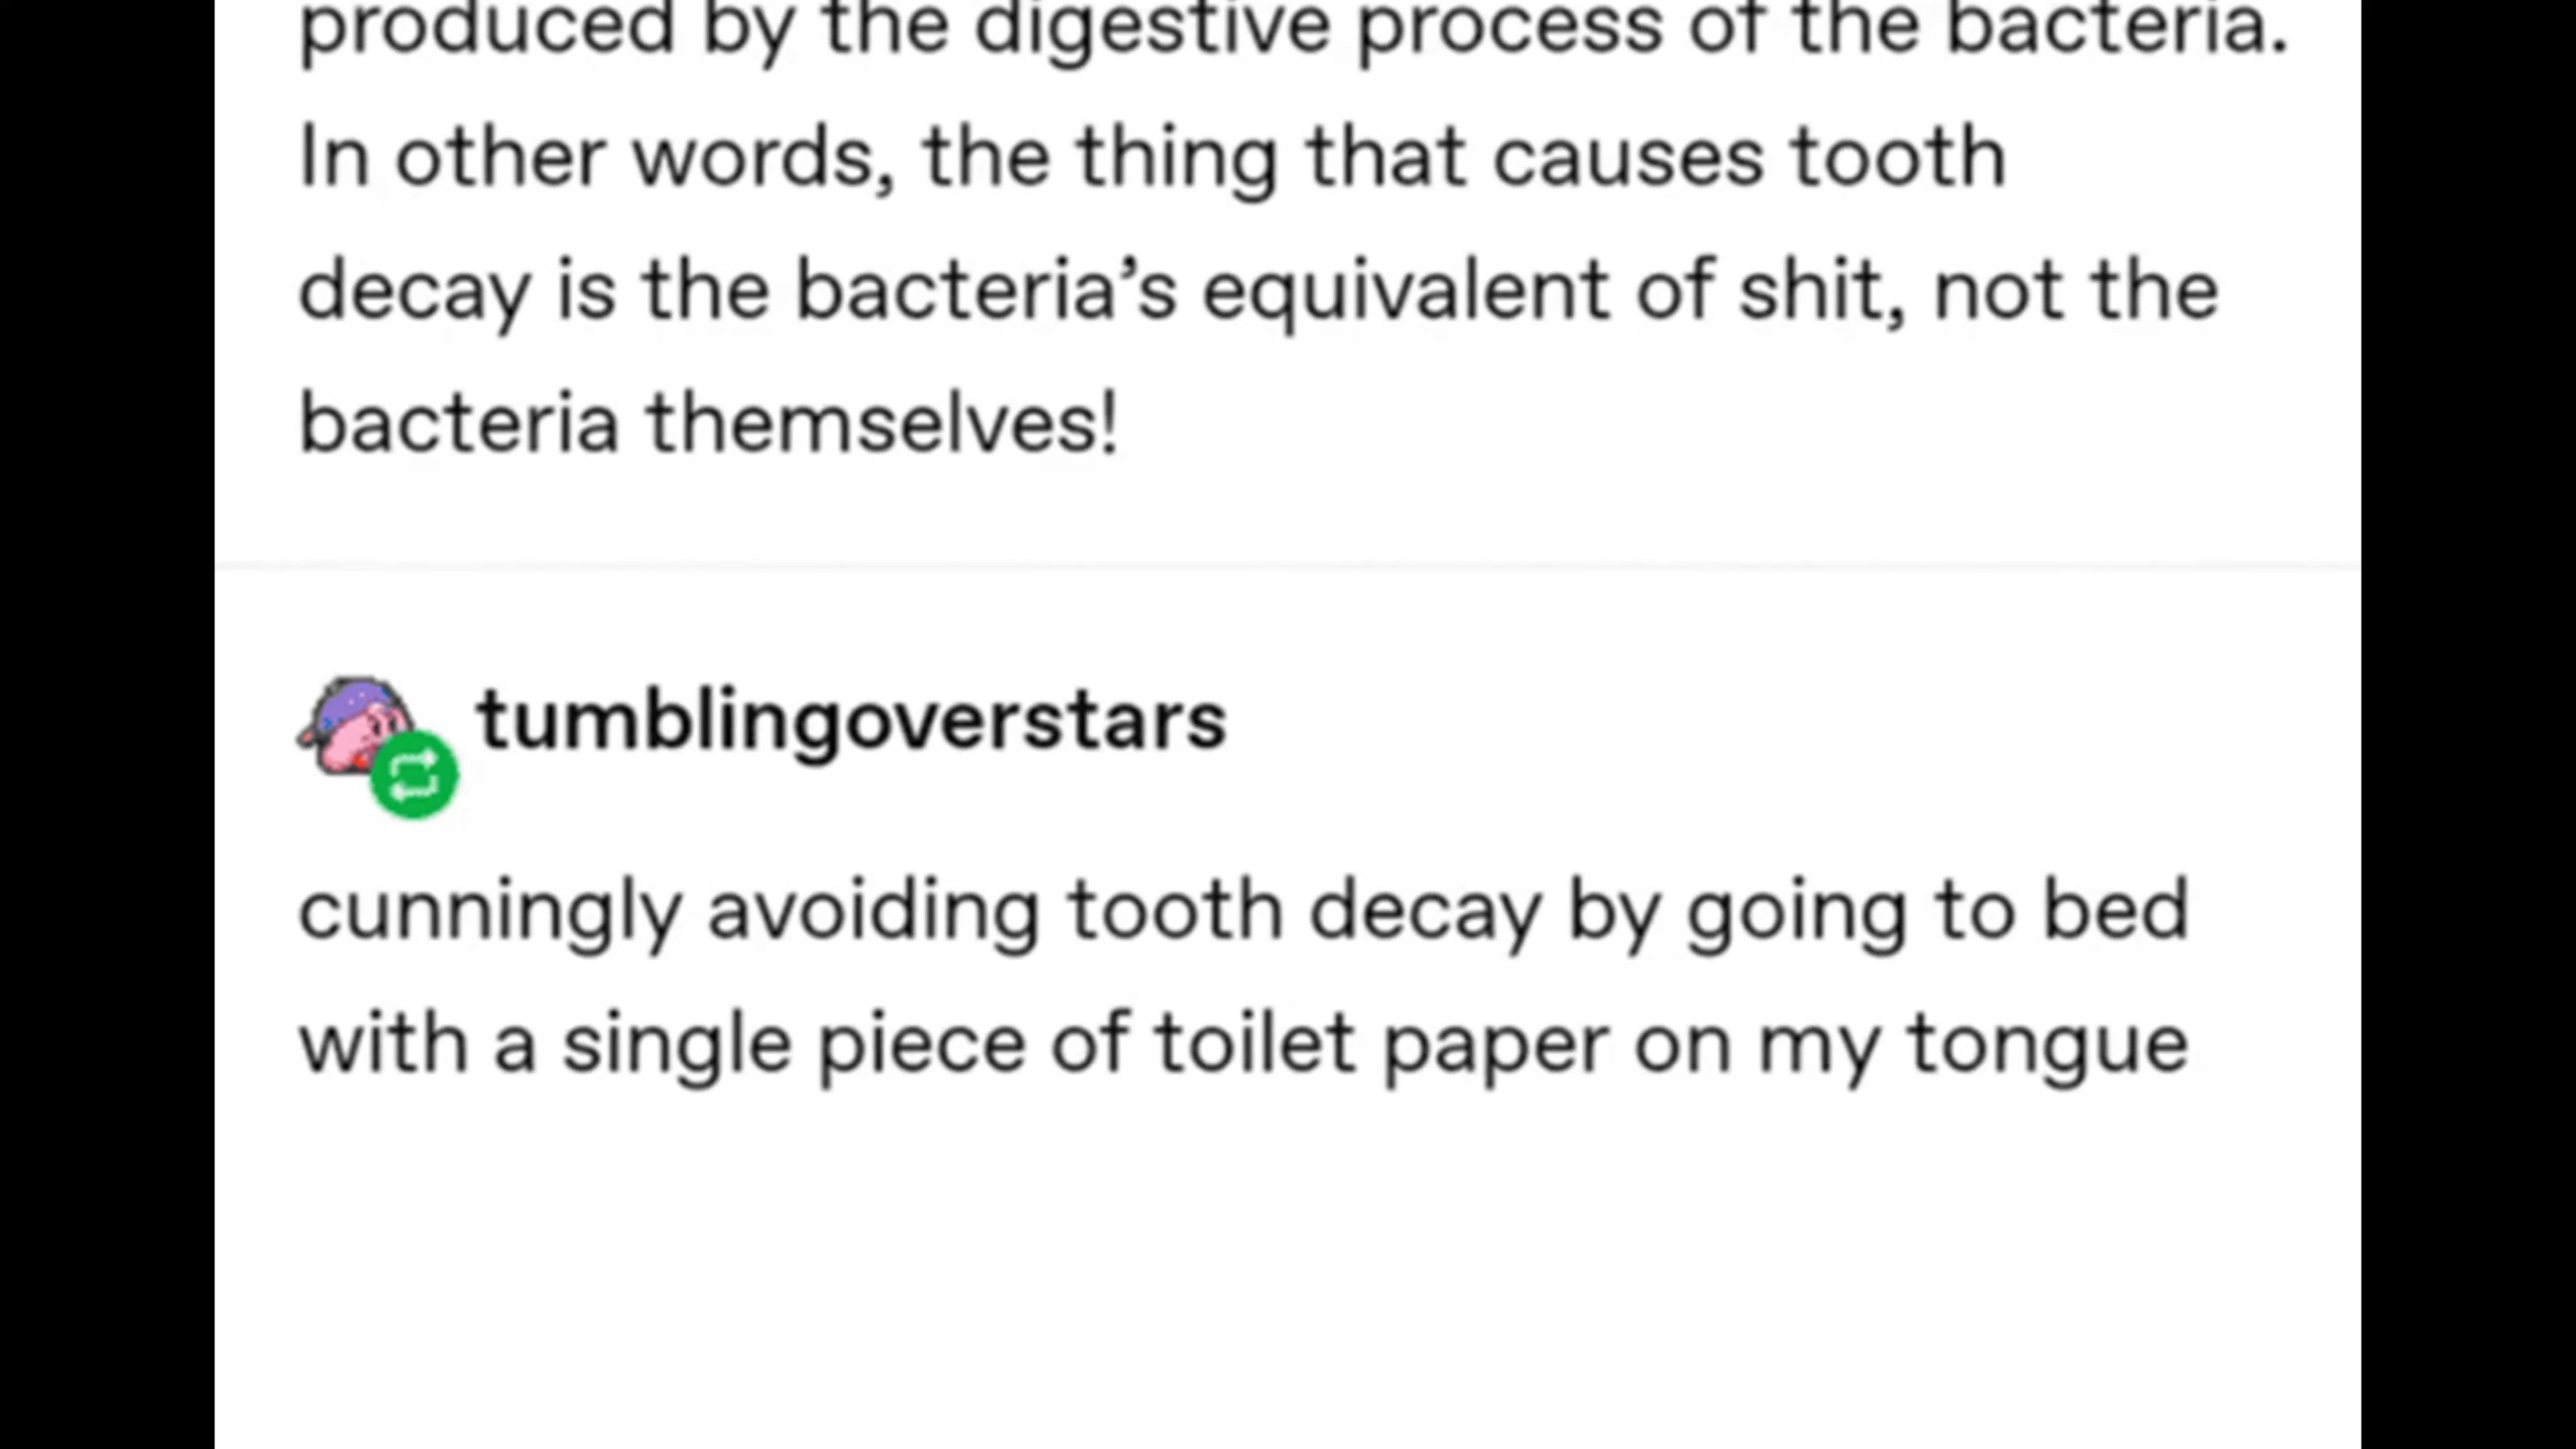 produced by the digestive process of the bacteria.
In other words, the thing that causes tooth
decay is the bacteria’s equivalent of shit, not the
bacteria themselves!
tumblingoverstars
cunningly avoiding tooth decay by going to bed
with a single piece of toilet paper on my tongue